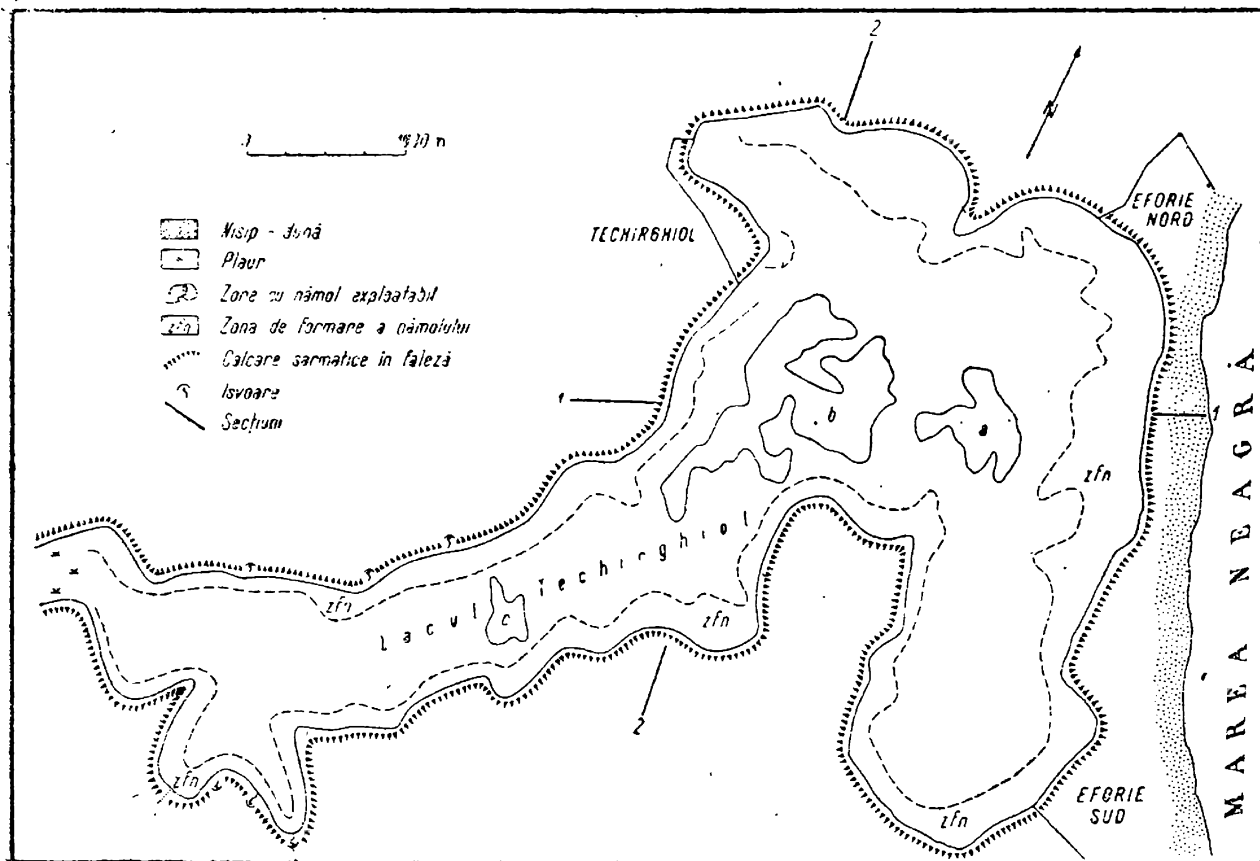 2
N
TECHIRGHIOL
EFORIE
NORD
Nisip - dună
Plaur
a Zone cu nămol exploatabil
zfn Zona de formare a nămolului
Calcare sarmatice în faleză
Isvoare
Secțiuni
1
b
a
1
zfn
MAREA NEAGRĂ
zfn
Lacul Techirghiol
c
zfn
2
zfn
zfn
EFORIE
SUD